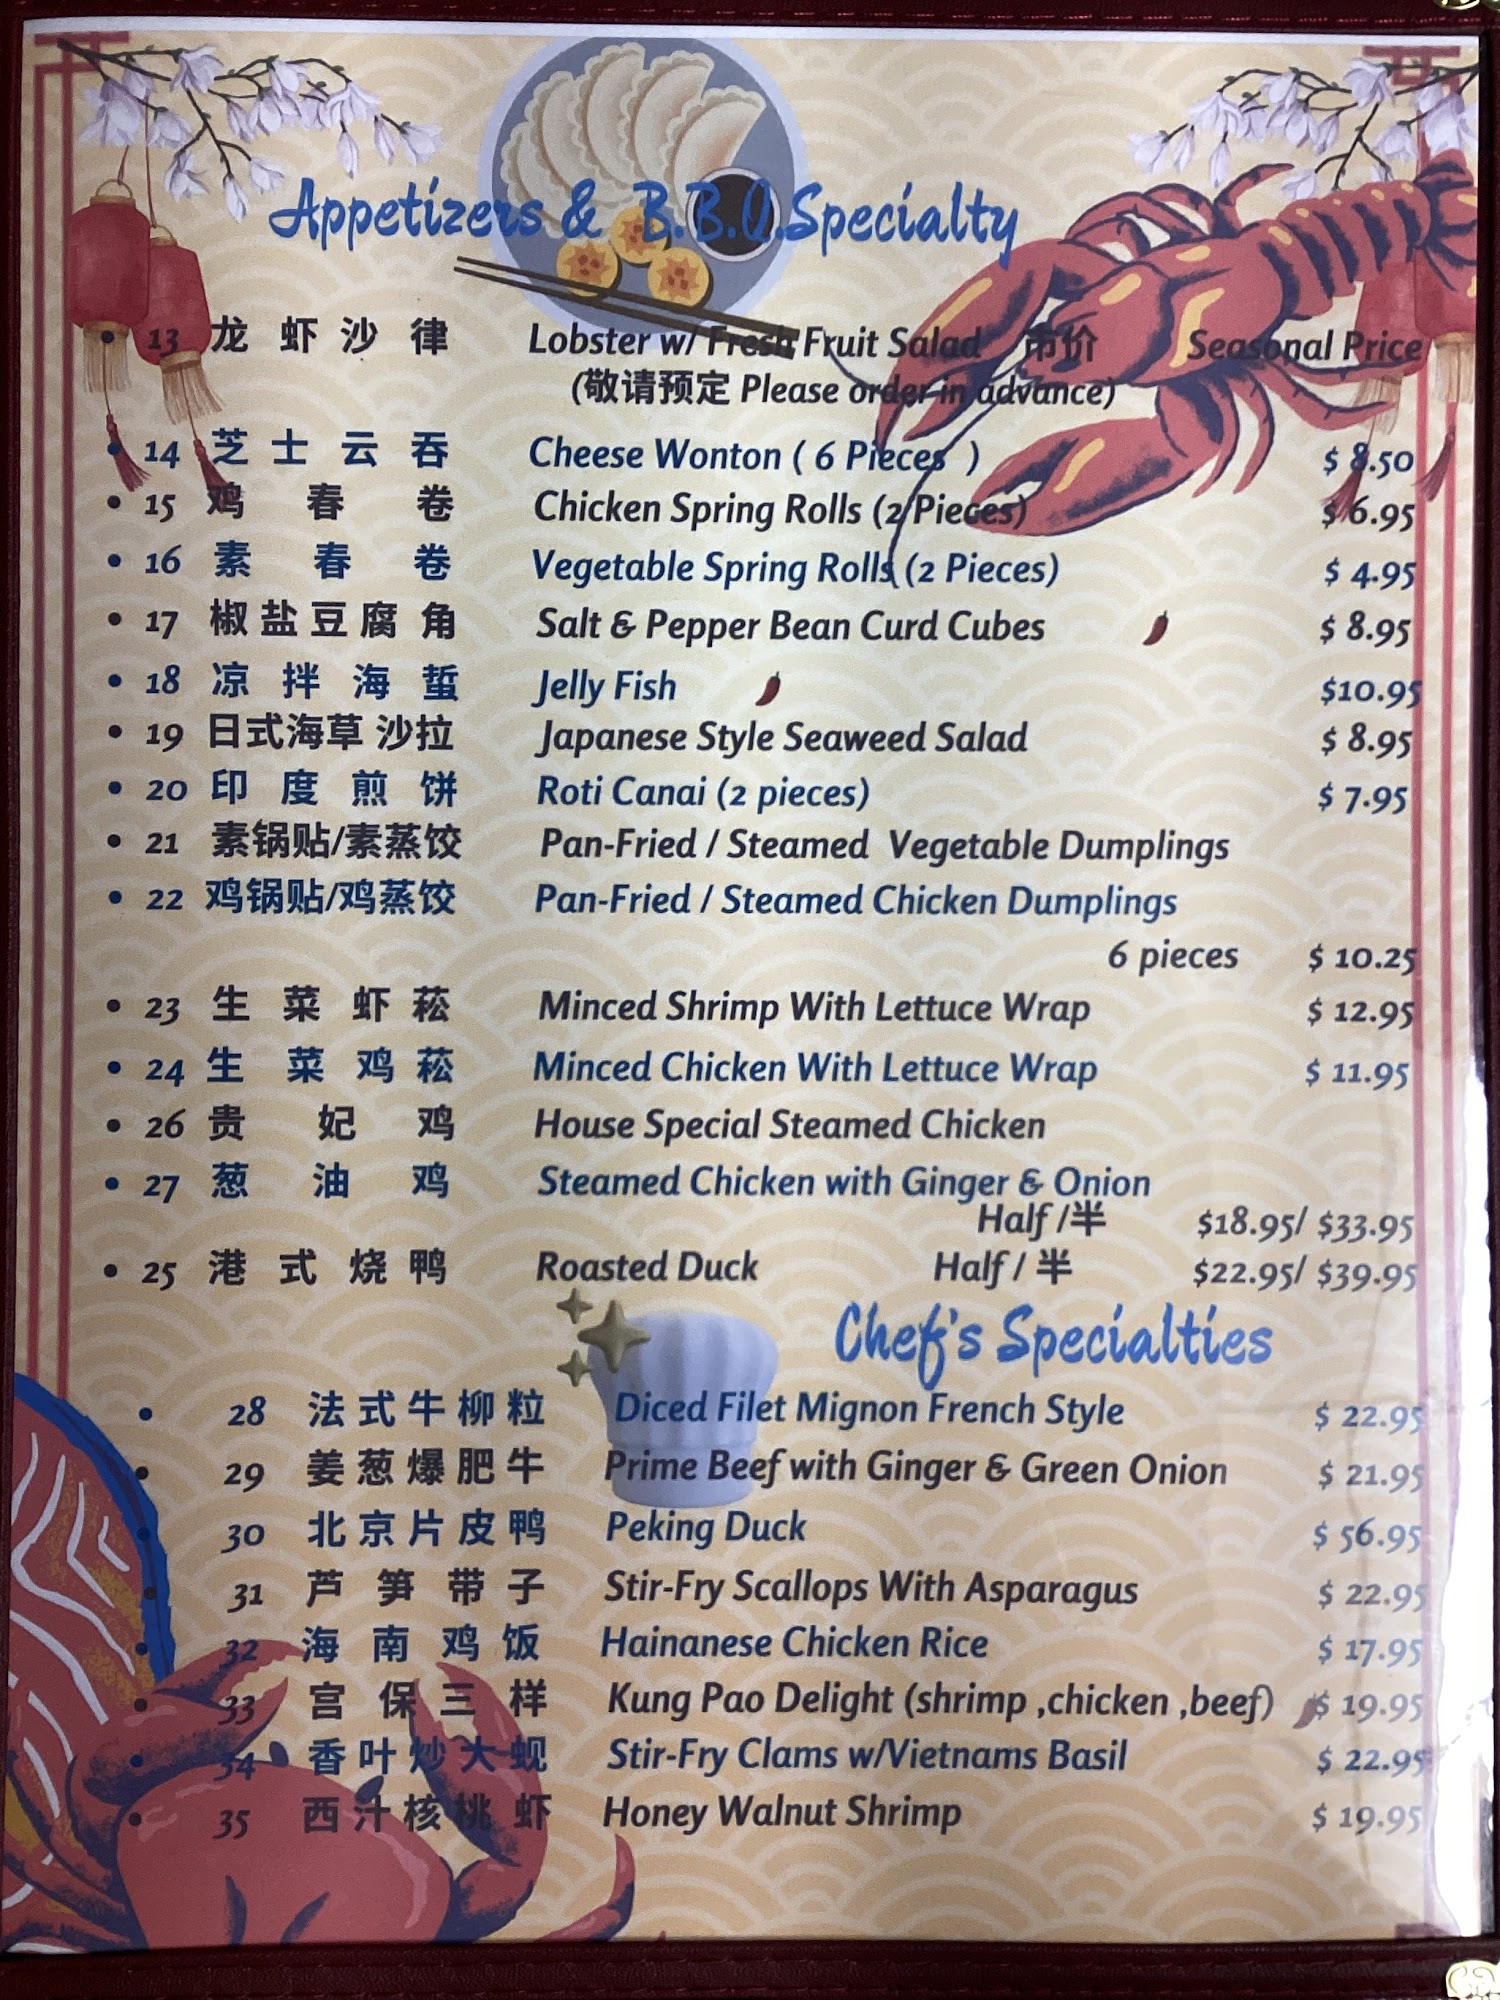 Appetizers & B.B.Q.Specialty
• 13 龙虾沙律 Lobster w/ Fresh Fruit Salad 市价 Seasonal Price
(敬请预定 Please order in advance)
• 14 芝士云吞 Cheese Wonton ( 6 Pieces ) $ 8.50
• 15 鸡春卷 Chicken Spring Rolls (2 Pieces) $ 6.95
• 16 素春卷 Vegetable Spring Rolls (2 Pieces) $ 4.95
• 17 椒盐豆腐角 Salt & Pepper Bean Curd Cubes $ 8.95
• 18 凉拌海蜇 Jelly Fish $10.95
• 19 日式海草沙拉 Japanese Style Seaweed Salad $ 8.95
• 20 印度煎饼 Roti Canai (2 pieces) $ 7.95
• 21 素锅贴/素蒸饺 Pan-Fried / Steamed Vegetable Dumplings
• 22 鸡锅贴/鸡蒸饺 Pan-Fried / Steamed Chicken Dumplings
6 pieces $ 10.25
• 23 生菜虾菘 Minced Shrimp With Lettuce Wrap $ 12.95
• 24 生菜鸡菘 Minced Chicken With Lettuce Wrap $ 11.95
• 26 贵妃鸡 House Special Steamed Chicken
• 27 葱油鸡 Steamed Chicken with Ginger & Onion
Half /半 $18.95/ $33.95
• 25 港式烧鸭 Roasted Duck Half / 半 $22.95/ $39.95
Chef's Specialties
• 28 法式牛柳粒 Diced Filet Mignon French Style $ 22.95
• 29 姜葱爆肥牛 Prime Beef with Ginger & Green Onion $ 21.95
• 30 北京片皮鸭 Peking Duck $ 56.95
• 31 芦笋带子 Stir-Fry Scallops With Asparagus $ 22.95
• 32 海南鸡饭 Hainanese Chicken Rice $ 17.95
• 33 宫保三样 Kung Pao Delight (shrimp ,chicken ,beef) $ 19.95
• 34 香叶炒大蚬 Stir-Fry Clams w/Vietnams Basil $ 22.95
• 35 西汁核桃虾 Honey Walnut Shrimp $ 19.95